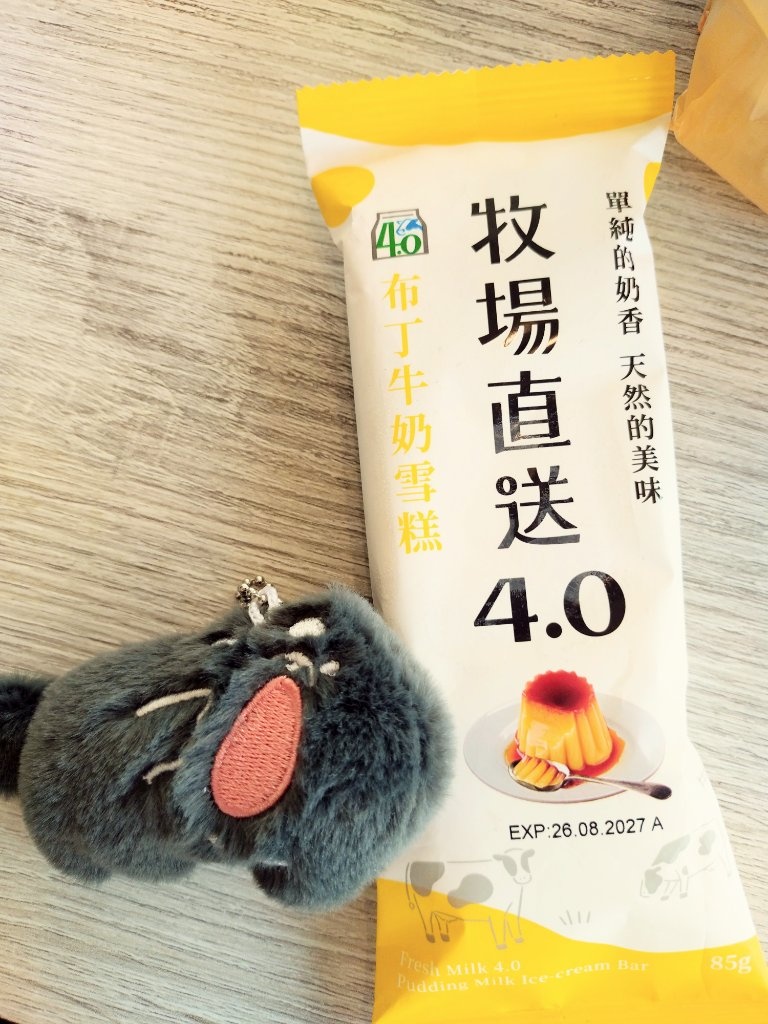 單純的奶香 天然的美味
牧場直送4.0
4.0
布丁牛奶雪糕
EXP:26.08.2027 A
Fresh Milk 4.0
Pudding Milk Ice-cream Bar
85g